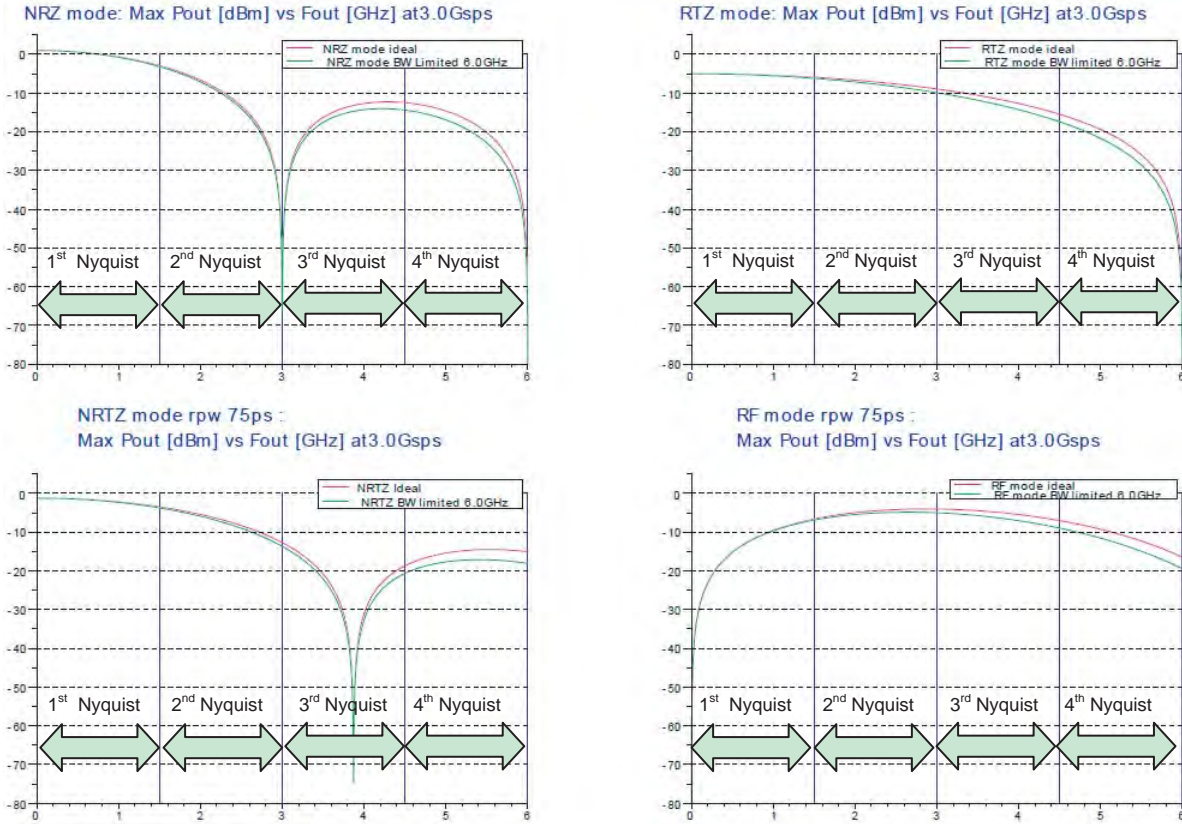 NRZ mode: Max Pout [dBm] vs Fout [GHz] at3.0Gsps
NRZ mode ideal
NRZ mode BW Limited 6.0GHz
0
-10
-20
-30
-40
-50
-60
-70
-80
1st Nyquist
2nd Nyquist
3rd Nyquist
4th Nyquist
0 1 2 3 4 5 6
RTZ mode: Max Pout [dBm] vs Fout [GHz] at3.0Gsps
RTZ mode ideal
RTZ mode BW limited 6.0GHz
0
-10
-20
-30
-40
-50
-60
-70
-80
1st Nyquist
2nd Nyquist
3rd Nyquist
4th Nyquist
0 1 2 3 4 5 6
NRTZ mode rpw 75ps :
Max Pout [dBm] vs Fout [GHz] at3.0Gsps
NRTZ Ideal
NRTZ BW limited 6.0GHz
0
-10
-20
-30
-40
-50
-60
-70
-80
1st Nyquist
2nd Nyquist
3rd Nyquist
4th Nyquist
0 1 2 3 4 5 6
RF mode rpw 75ps :
Max Pout [dBm] vs Fout [GHz] at3.0Gsps
RF mode ideal
RF mode BW limited 6.0GHz
0
-10
-20
-30
-40
-50
-60
-70
-80
1st Nyquist
2nd Nyquist
3rd Nyquist
4th Nyquist
0 1 2 3 4 5 6